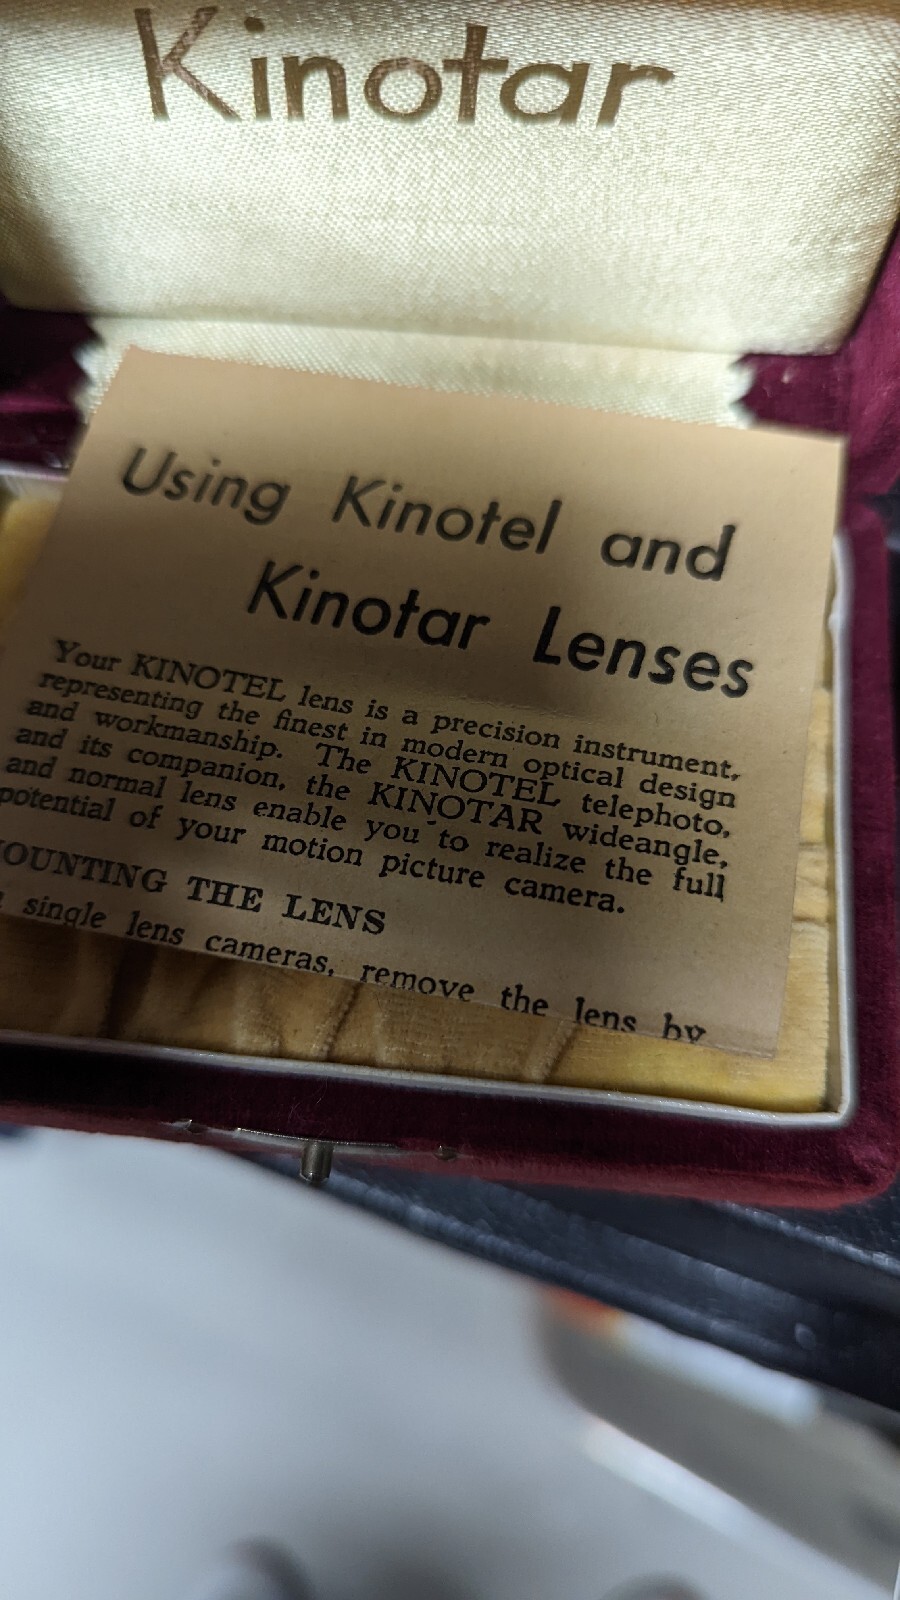 Kinotar
Using Kinotel and
Kinotar Lenses
Your KINOTEL lens is a precision instrument,
representing the finest in modern optical design
and workmanship. The KINOTEL telephoto,
and its companion, the KINOTAR wideangle,
and normal lens enable you to realize the full
potential of your motion picture camera.
OUNTING THE LENS
single lens cameras, remove the lens by